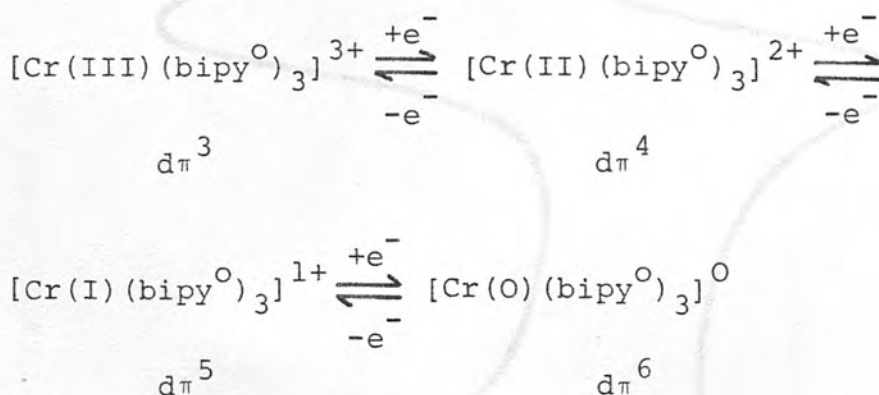 [Cr(III)(bipy°)₃]³⁺ +e⁻ ⇌ −e⁻ [Cr(II)(bipy°)₃]²⁺ +e⁻ ⇌ −e⁻
dπ³ dπ⁴
[Cr(I)(bipy°)₃]¹⁺ +e⁻ ⇌ −e⁻ [Cr(O)(bipy°)₃]⁰
dπ⁵ dπ⁶